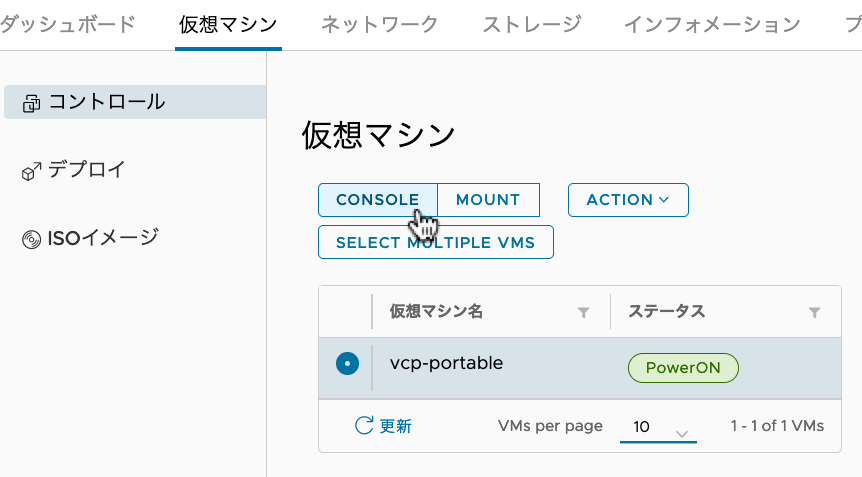 ダッシュボード 仮想マシン ネットワーク ストレージ インフォメーション
コントロール
デプロイ
ISOイメージ
仮想マシン
CONSOLE MOUNT ACTION
SELECT MULTIPLE VMS
仮想マシン名 ステータス
vcp-portable PowerON
更新 VMs per page 10 1 - 1 of 1 VMs